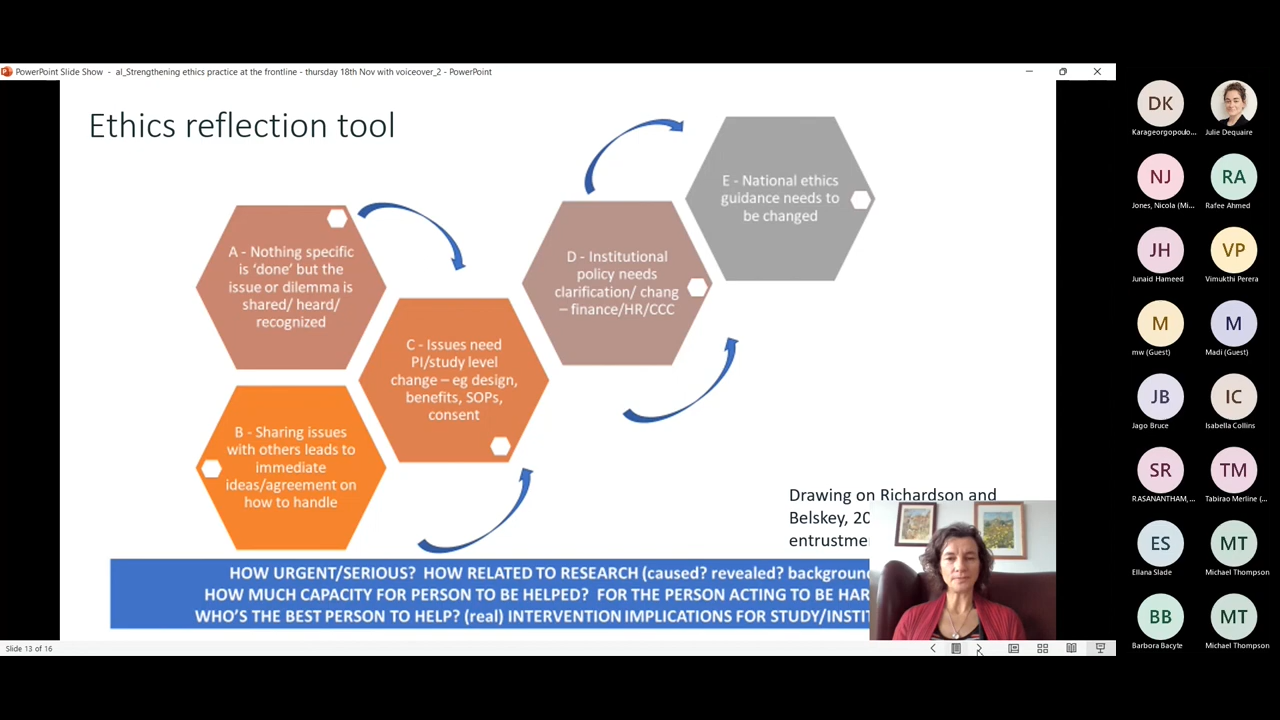 PowerPoint Slide Show - al_Strengthening ethics practice at the frontline - thursday 18th Nov with voiceover_2 - PowerPoint
Ethics reflection tool
A - Nothing specific
is ‘done’ but the
issue or dilemma is
shared/ heard/
recognized
B - Sharing issues
with others leads to
immediate
ideas/agreement on
how to handle
C - Issues need
PI/study level
change – eg design,
benefits, SOPs,
consent
D - Institutional
policy needs
clarification/ chang
– finance/HR/CCC
E - National ethics
guidance needs to
be changed
Drawing on Richardson and
Belskey, 
HOW URGENT/SERIOUS? HOW RELATED TO RESEARCH (caused? revealed?
HOW MUCH CAPACITY FOR PERSON TO BE HELPED? FOR THE PERSON ACTING TO BE
WHO’S THE BEST PERSON TO HELP? (real) INTERVENTION IMPLICATIONS FOR
Slide 13 of 16
DK
Karageorgopoulo...
Julie Dequaire
NJ
Jones, Nicola (Mi...
RA
Rafee Ahmed
JH
Junaid Hameed
VP
Vimukthi Perera
M
mw (Guest)
M
Madi (Guest)
JB
Jago Bruce
IC
Isabella Collins
SR
RASANANTHAM, ...
TM
Tabirao Merline (...
ES
Ellana Slade
MT
Michael Thompson
BB
Barbora Bacyte
MT
Michael Thompson